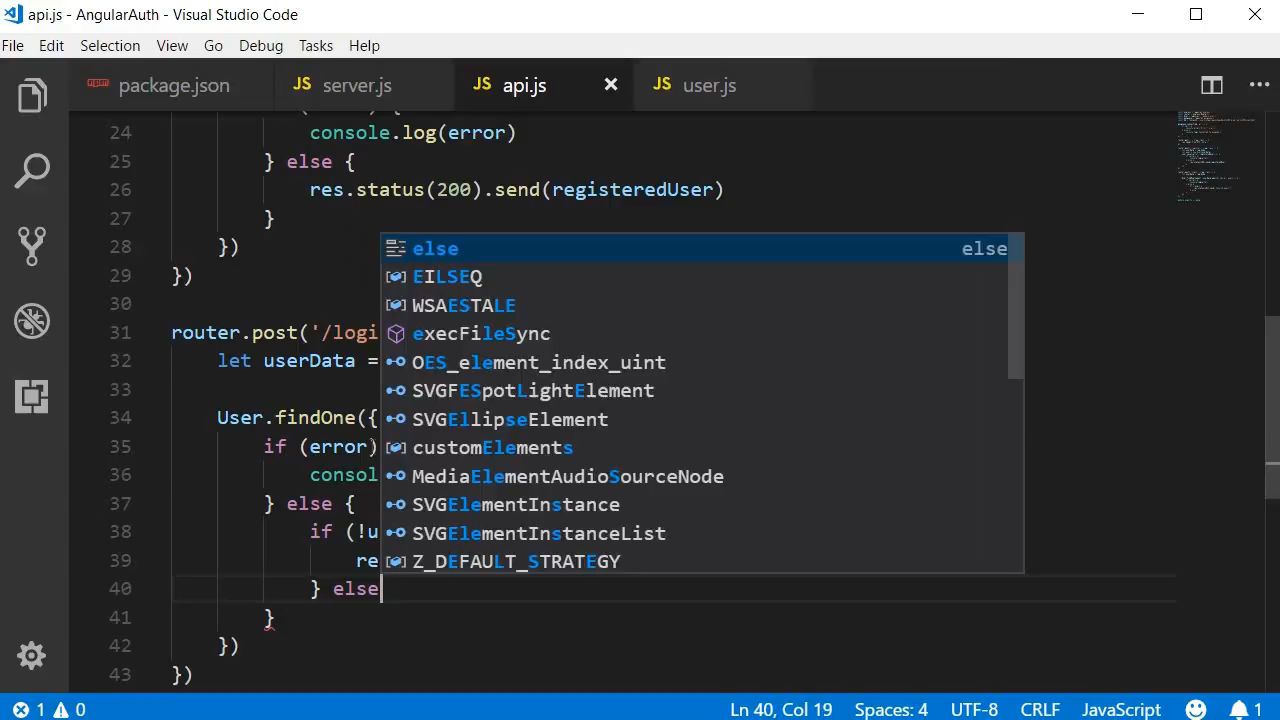 api.js - AngularAuth - Visual Studio Code
File Edit Selection View Go Debug Tasks Help
package.json JS server.js JS api.js JS user.js
24 console.log(error)
25 } else {
26 res.status(200).send(registeredUser)
27 }
28 })
29 })
30
31 router.post('/logi
32 let userData =
33
34 User.findOne({
35 if (error)
36 consol
37 } else {
38 if (!u
39 re
40 } else
41 }
42 })
43 })
else else
EILSEQ
WSAESTALE
execFileSync
OES_element_index_uint
SVGFESpotLightElement
SVGEllipseElement
customElements
MediaElementAudioSourceNode
SVGElementInstance
SVGElementInstanceList
Z_DEFAULT_STRATEGY
1 0 Ln 40, Col 19 Spaces: 4 UTF-8 CRLF JavaScript 1